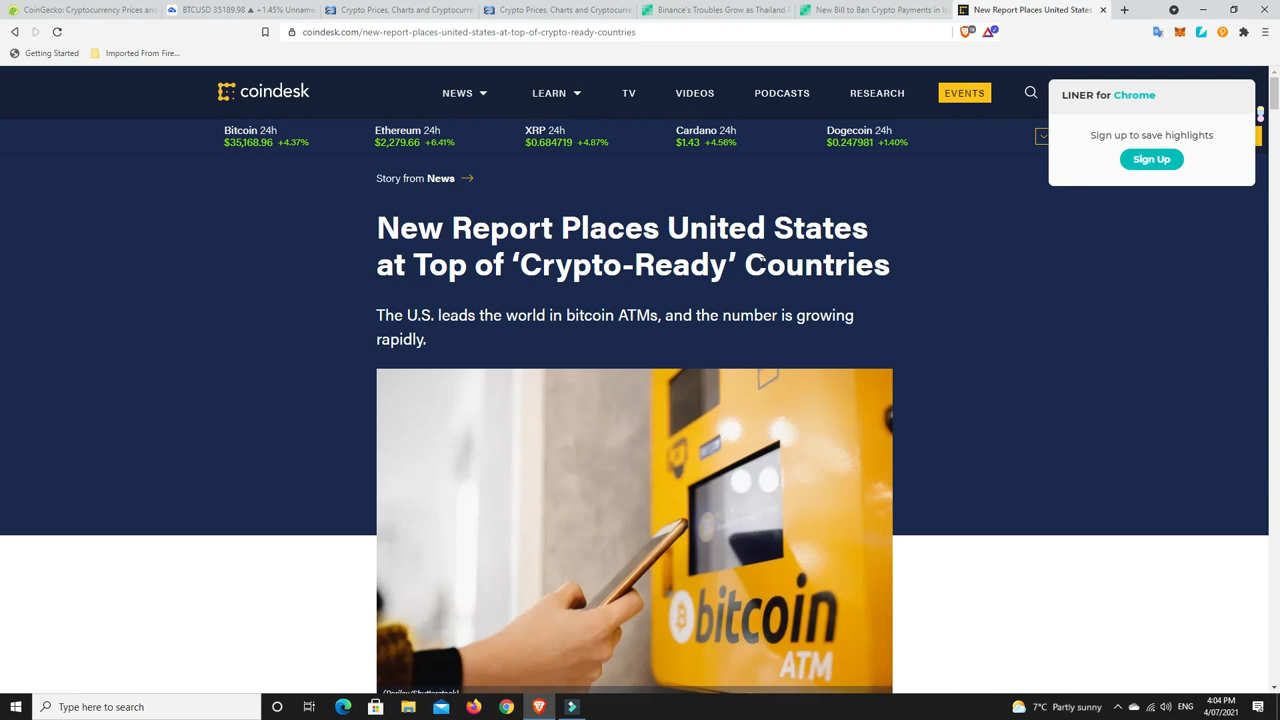 CoinGecko: Cryptocurrency Prices and
BTCUSD 35189.98 ▲ +1.45% Unname
Crypto Prices, Charts and Cryptocurr
Crypto Prices, Charts and Cryptocurr
Binance's Troubles Grow as Thailand
New Bill to Ban Crypto Payments in In
New Report Places United States
coindesk.com/new-report-places-united-states-at-top-of-crypto-ready-countries
Getting Started
Imported From Fire...
coindesk
NEWS
LEARN
TV
VIDEOS
PODCASTS
RESEARCH
EVENTS
LINER for Chrome
Sign up to save highlights
Sign Up
Bitcoin 24h
$35,168.96 +4.37%
Ethereum 24h
$2,279.66 +6.41%
XRP 24h
$0.684719 +4.87%
Cardano 24h
$1.43 +4.56%
Dogecoin 24h
$0.247981 +1.40%
Story from News
New Report Places United States
at Top of ‘Crypto-Ready’ Countries
The U.S. leads the world in bitcoin ATMs, and the number is growing
rapidly.
bitcoin
ATM
Type here to search
7°C Partly sunny
ENG
4:04 PM
4/07/2021